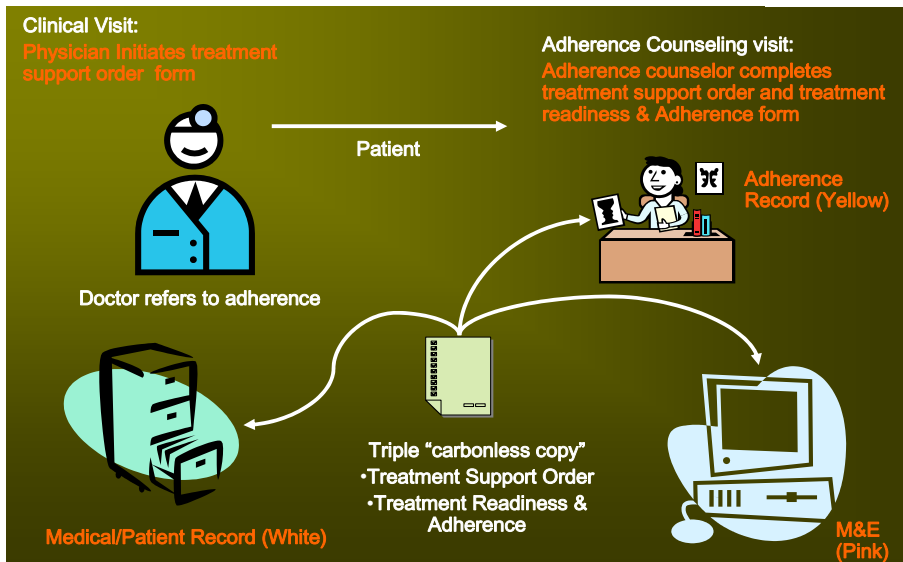 Clinical Visit:
Physician Initiates treatment
support order form
Adherence Counseling visit:
Adherence counselor completes
treatment support order and treatment
readiness & Adherence form
Patient
Adherence
Record (Yellow)
Doctor refers to adherence
Triple “carbonless copy”
•Treatment Support Order
•Treatment Readiness &
Adherence
Medical/Patient Record (White)
M&E
(Pink)